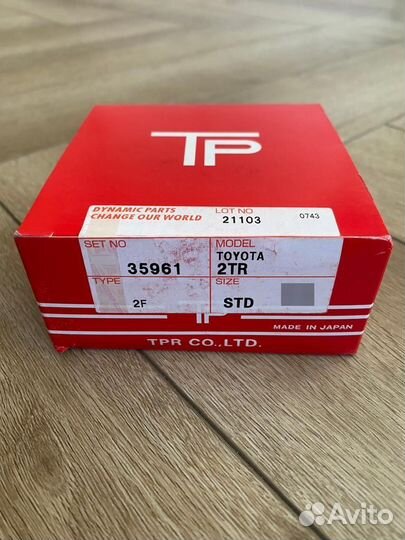 TP
DYNAMIC PARTS
CHANGE OUR WORLD
LOT NO
21103
0743
SET NO
35961
MODEL
TOYOTA
2TR
TYPE
2F
SIZE
STD
TP
MADE IN JAPAN
TPR CO.,LTD.
Avito